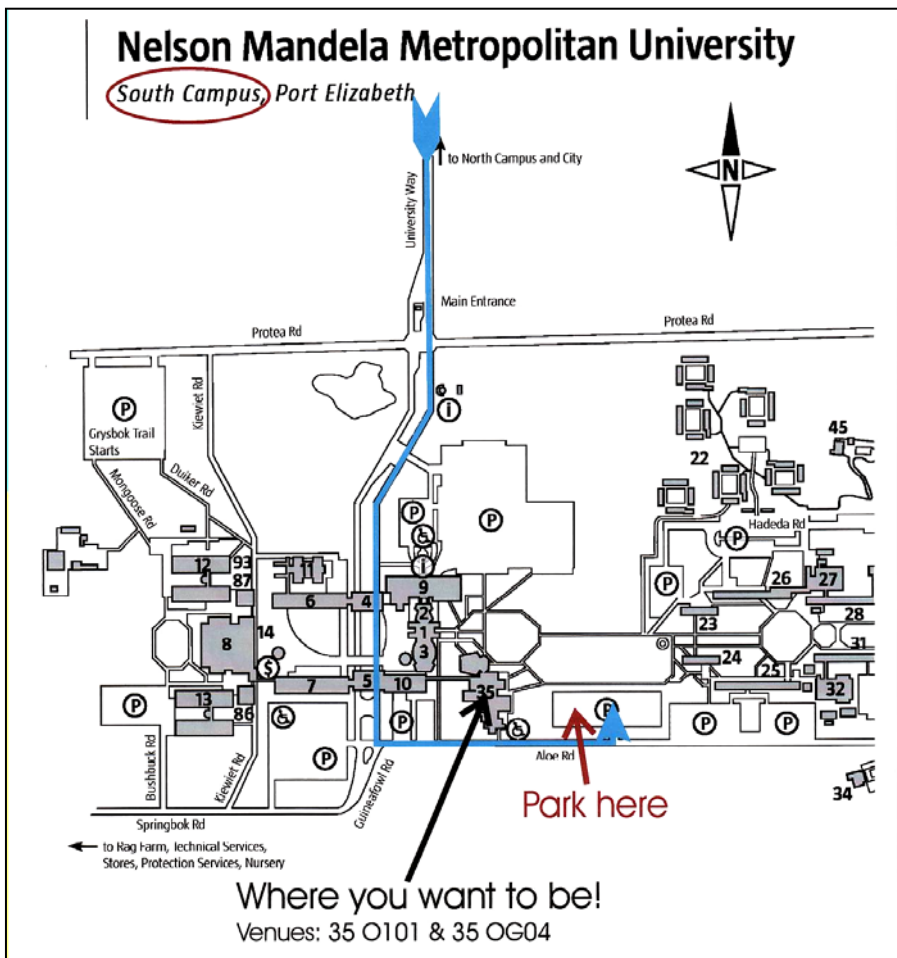 Nelson Mandela Metropolitan University
South Campus, Port Elizabeth
to North Campus and City
University Way
N
Main Entrance
Protea Rd
Protea Rd
Kiewiet Rd
i
P
Grysbok Trail
Starts
22
45
Mongoose Rd
Duiker Rd
P
P
Hadeda Rd
P
i
12
93
C
87
11
9
P
26
27
6
4
2
28
23
8
14
1
3
31
24
$
5
10
25
7
35
32
13
C
86
P
P
P
P
P
P
Aloe Rd
Bushbuck Rd
Kiewiet Rd
Guineafowl Rd
34
Park here
Springbok Rd
to Rag Farm, Technical Services,
Stores, Protection Services, Nursery
Where you want to be!
Venues: 35 O101 & 35 OG04